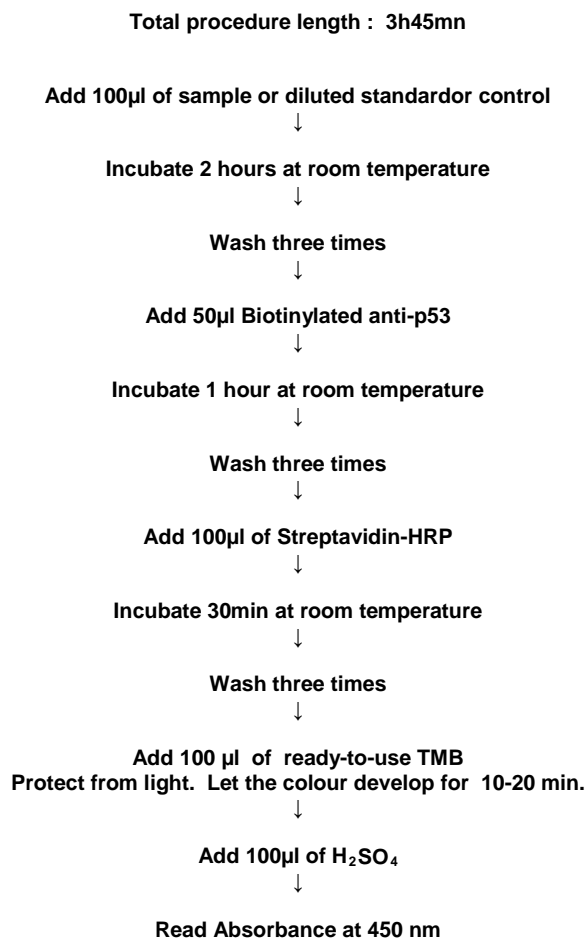 Total procedure length : 3h45mn
Add 100µl of sample or diluted standardor control
↓
Incubate 2 hours at room temperature
↓
Wash three times
↓
Add 50µl Biotinylated anti-p53
↓
Incubate 1 hour at room temperature
↓
Wash three times
↓
Add 100µl of Streptavidin-HRP
↓
Incubate 30min at room temperature
↓
Wash three times
↓
Add 100 µl of ready-to-use TMB
Protect from light. Let the colour develop for 10-20 min.
↓
Add 100µl of H₂SO₄
↓
Read Absorbance at 450 nm